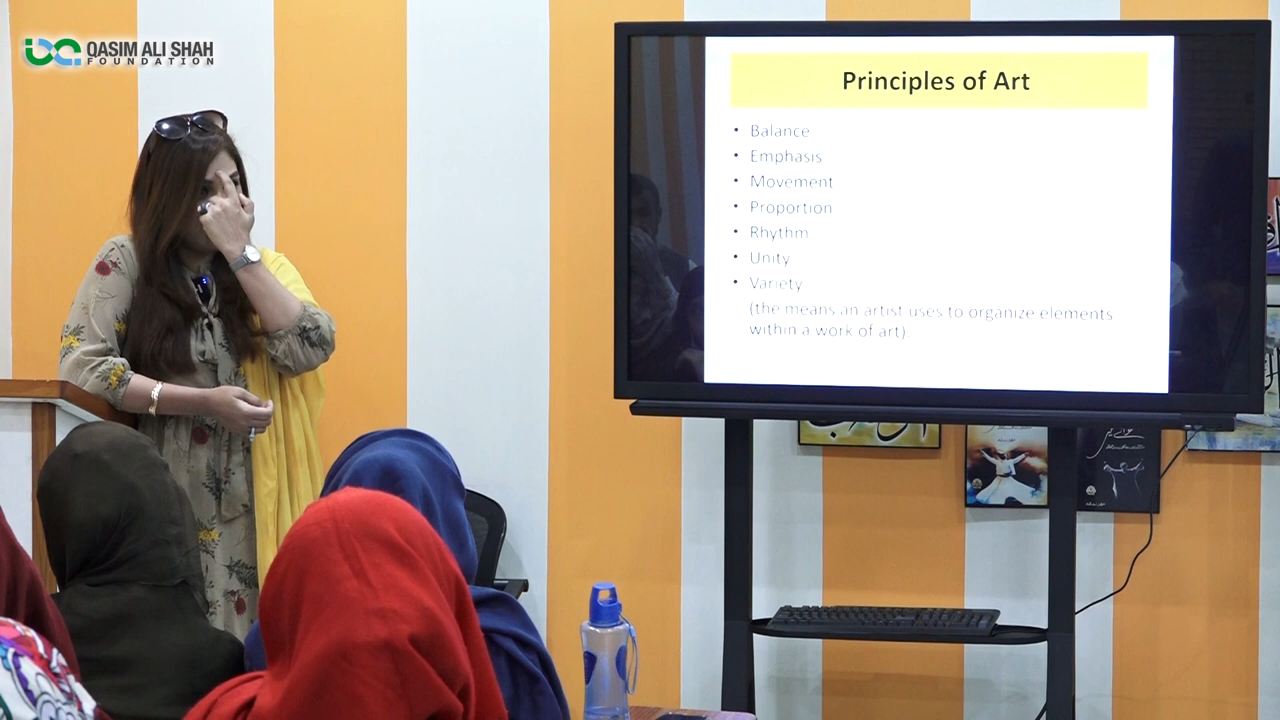 QASIM ALI SHAH
FOUNDATION
Principles of Art
• Balance
• Emphasis
• Movement
• Proportion
• Rhythm
• Unity
• Variety
(the means an artist uses to organize elements
within a work of art).